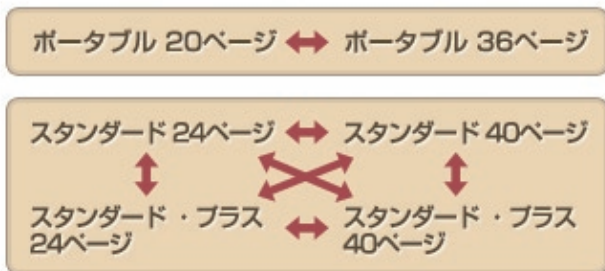 ポータブル 20ページ ポータブル 36ページ
スタンダード 24ページ スタンダード 40ページ
スタンダード・プラス
24ページ
スタンダード・プラス
40ページ